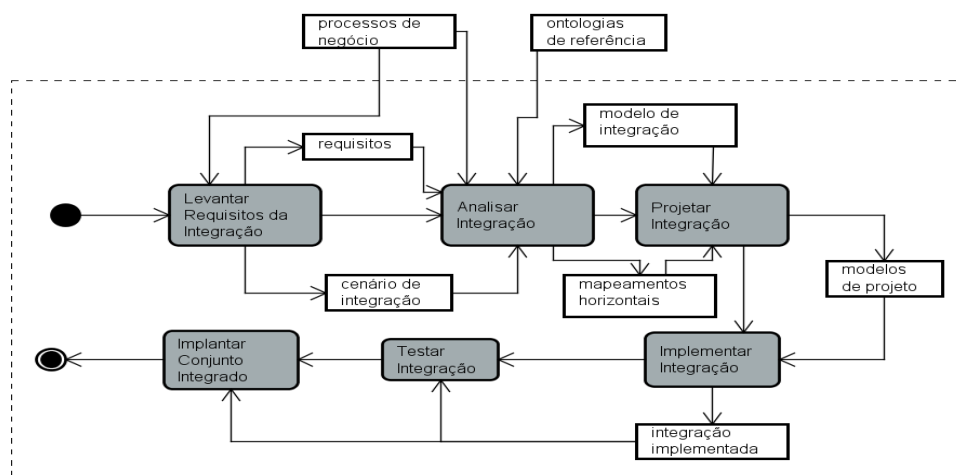 processos de
negócio
ontologias
de referência
modelo de
integração
requisitos
Levantar
Requisitos da
Integração
Analisar
Integração
Projetar
Integração
cenário de
integração
mapeamentos
horizontais
modelos
de projeto
Implantar
Conjunto
Integrado
Testar
Integração
Implementar
Integração
integração
implementada